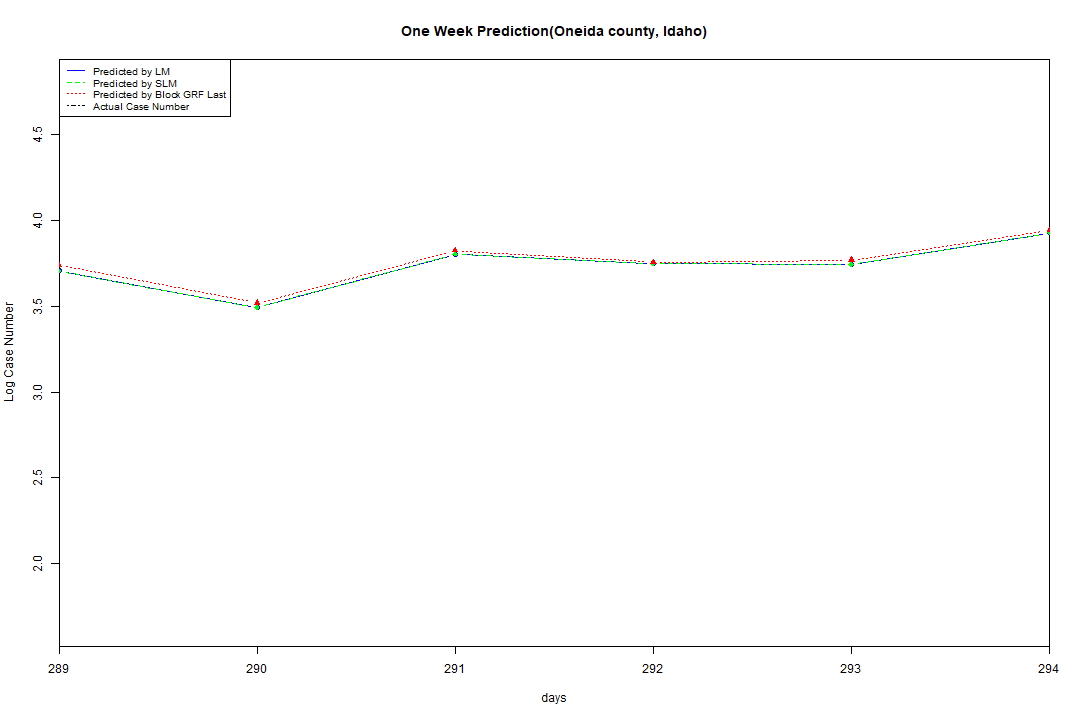 One Week Prediction(Oneida county, Idaho)
Predicted by LM
Predicted by SLM
Predicted by Block GRF Last
Actual Case Number
4.5
4.0
3.5
3.0
2.5
2.0
Log Case Number
289 290 291 292 293 294
days